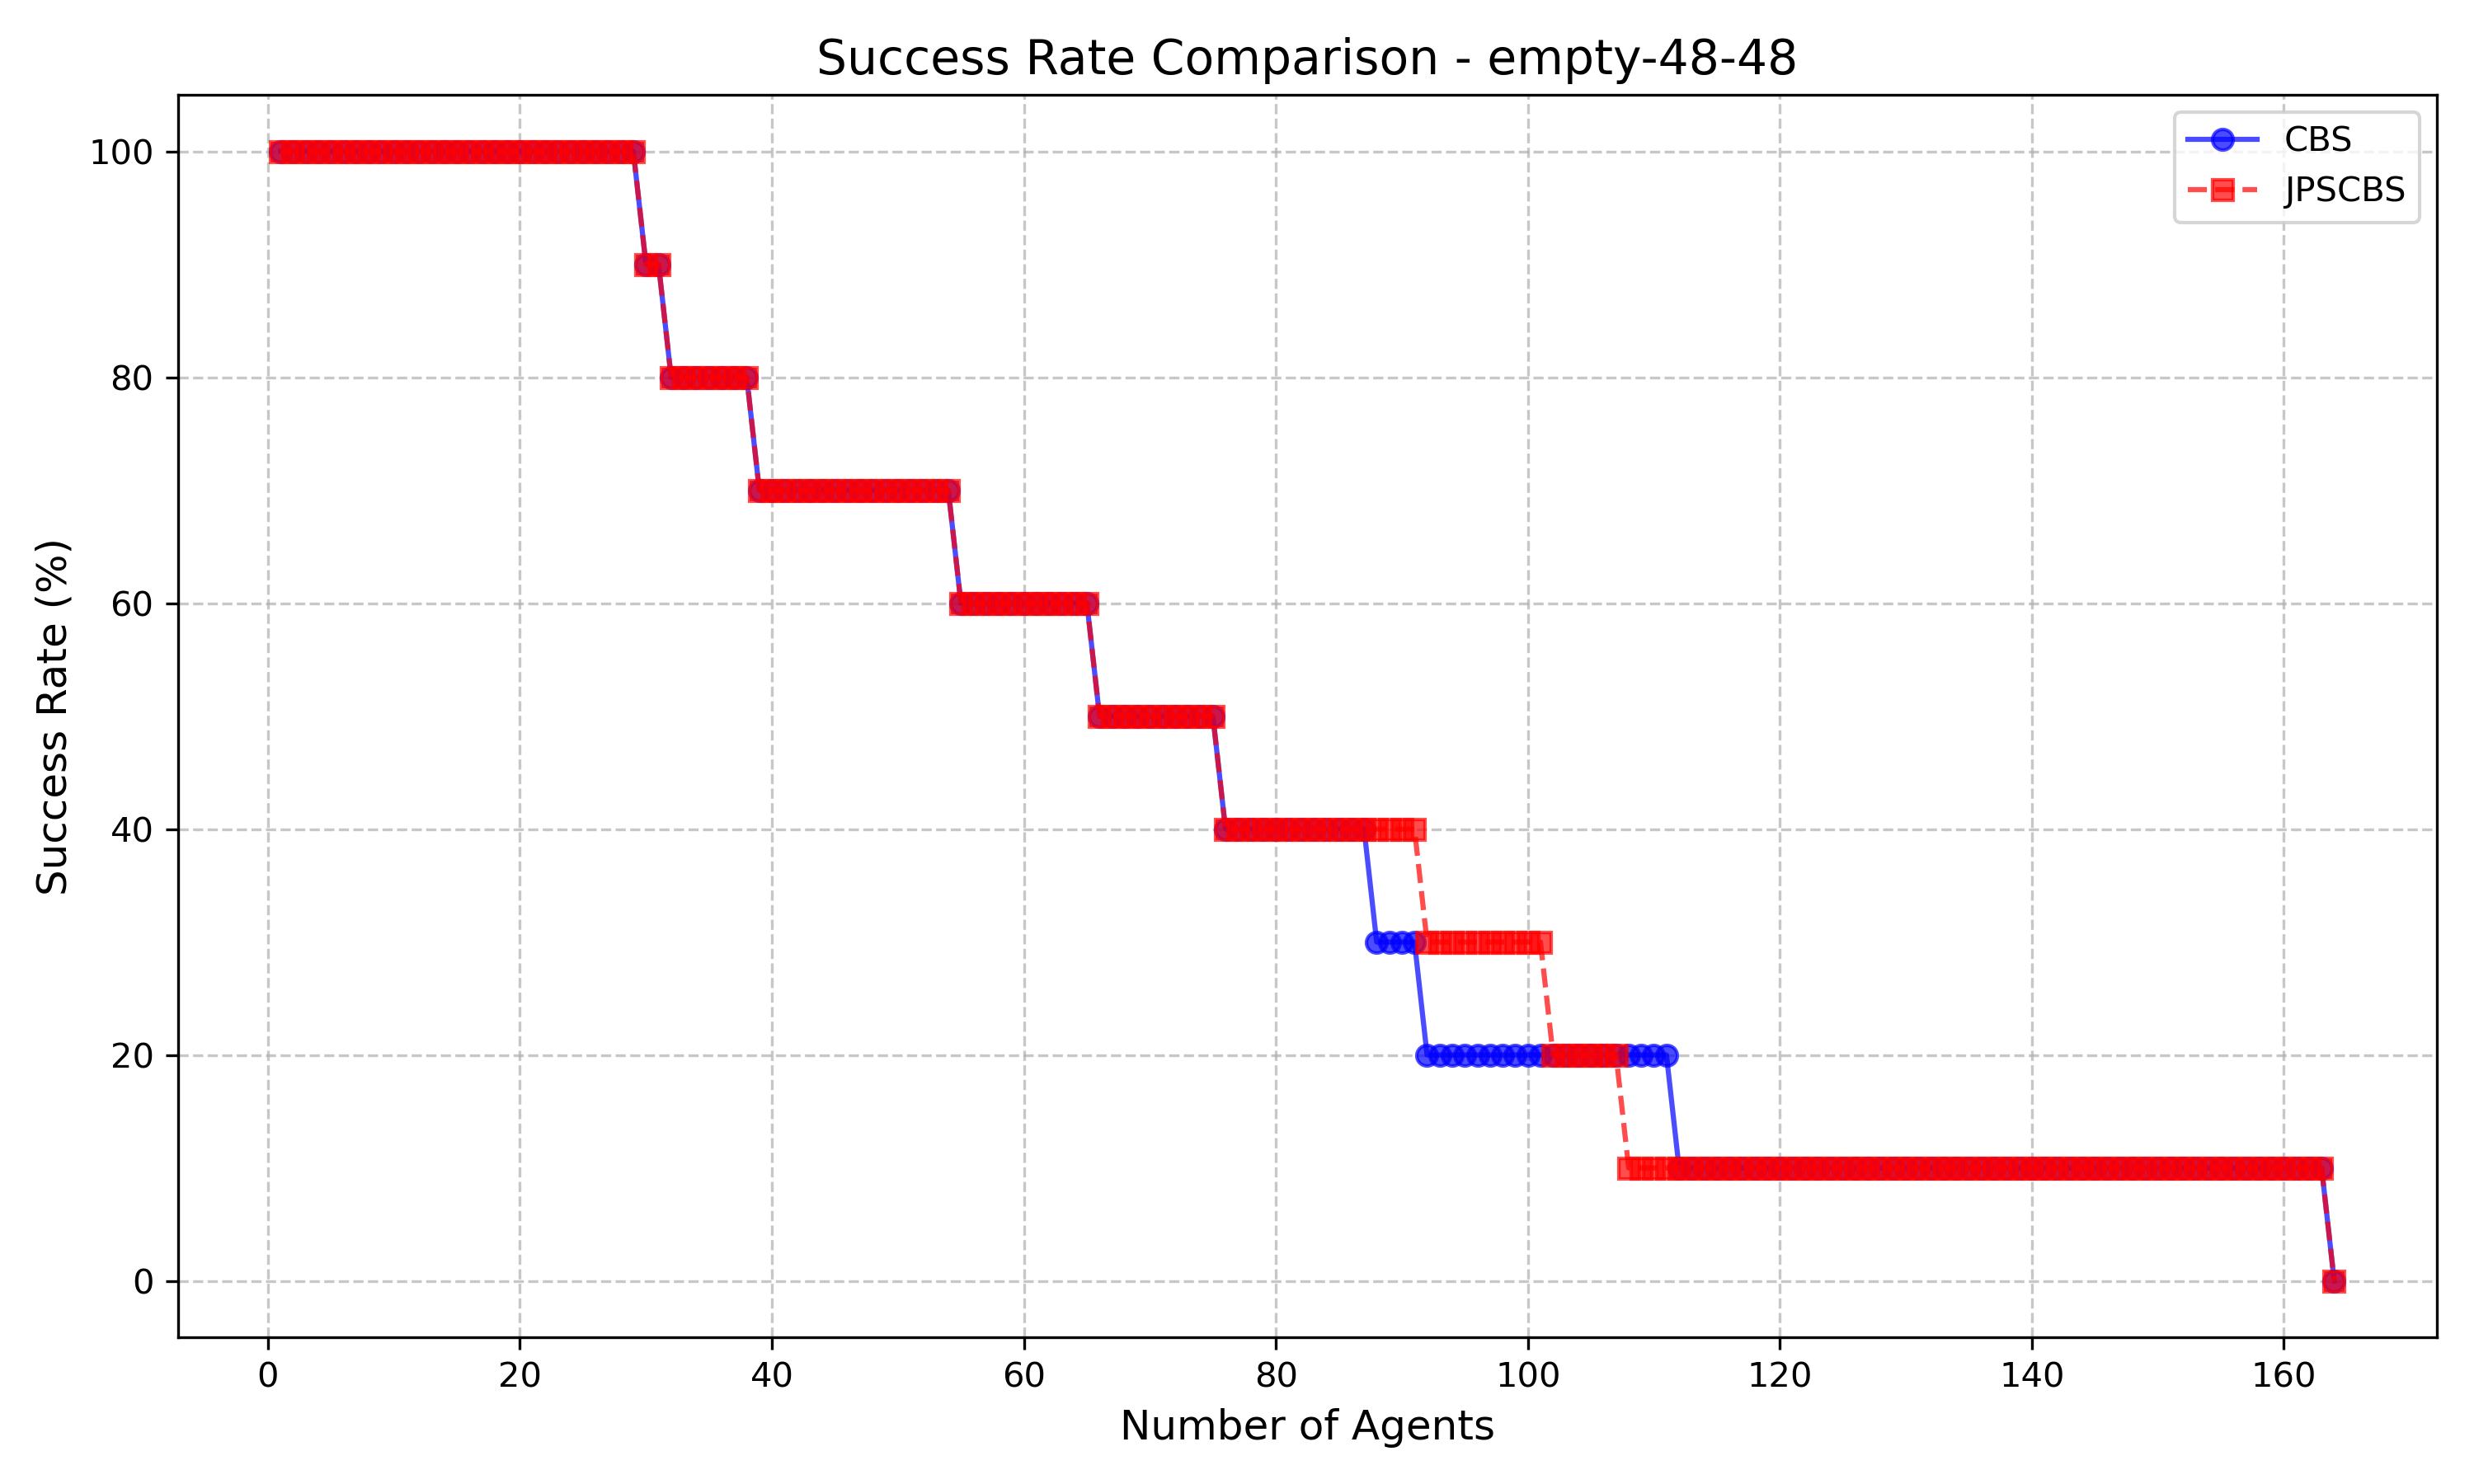 Success Rate Comparison - empty-48-48
CBS
JPSCBS
Success Rate (%)
100
80
60
40
20
0
0 20 40 60 80 100 120 140 160
Number of Agents